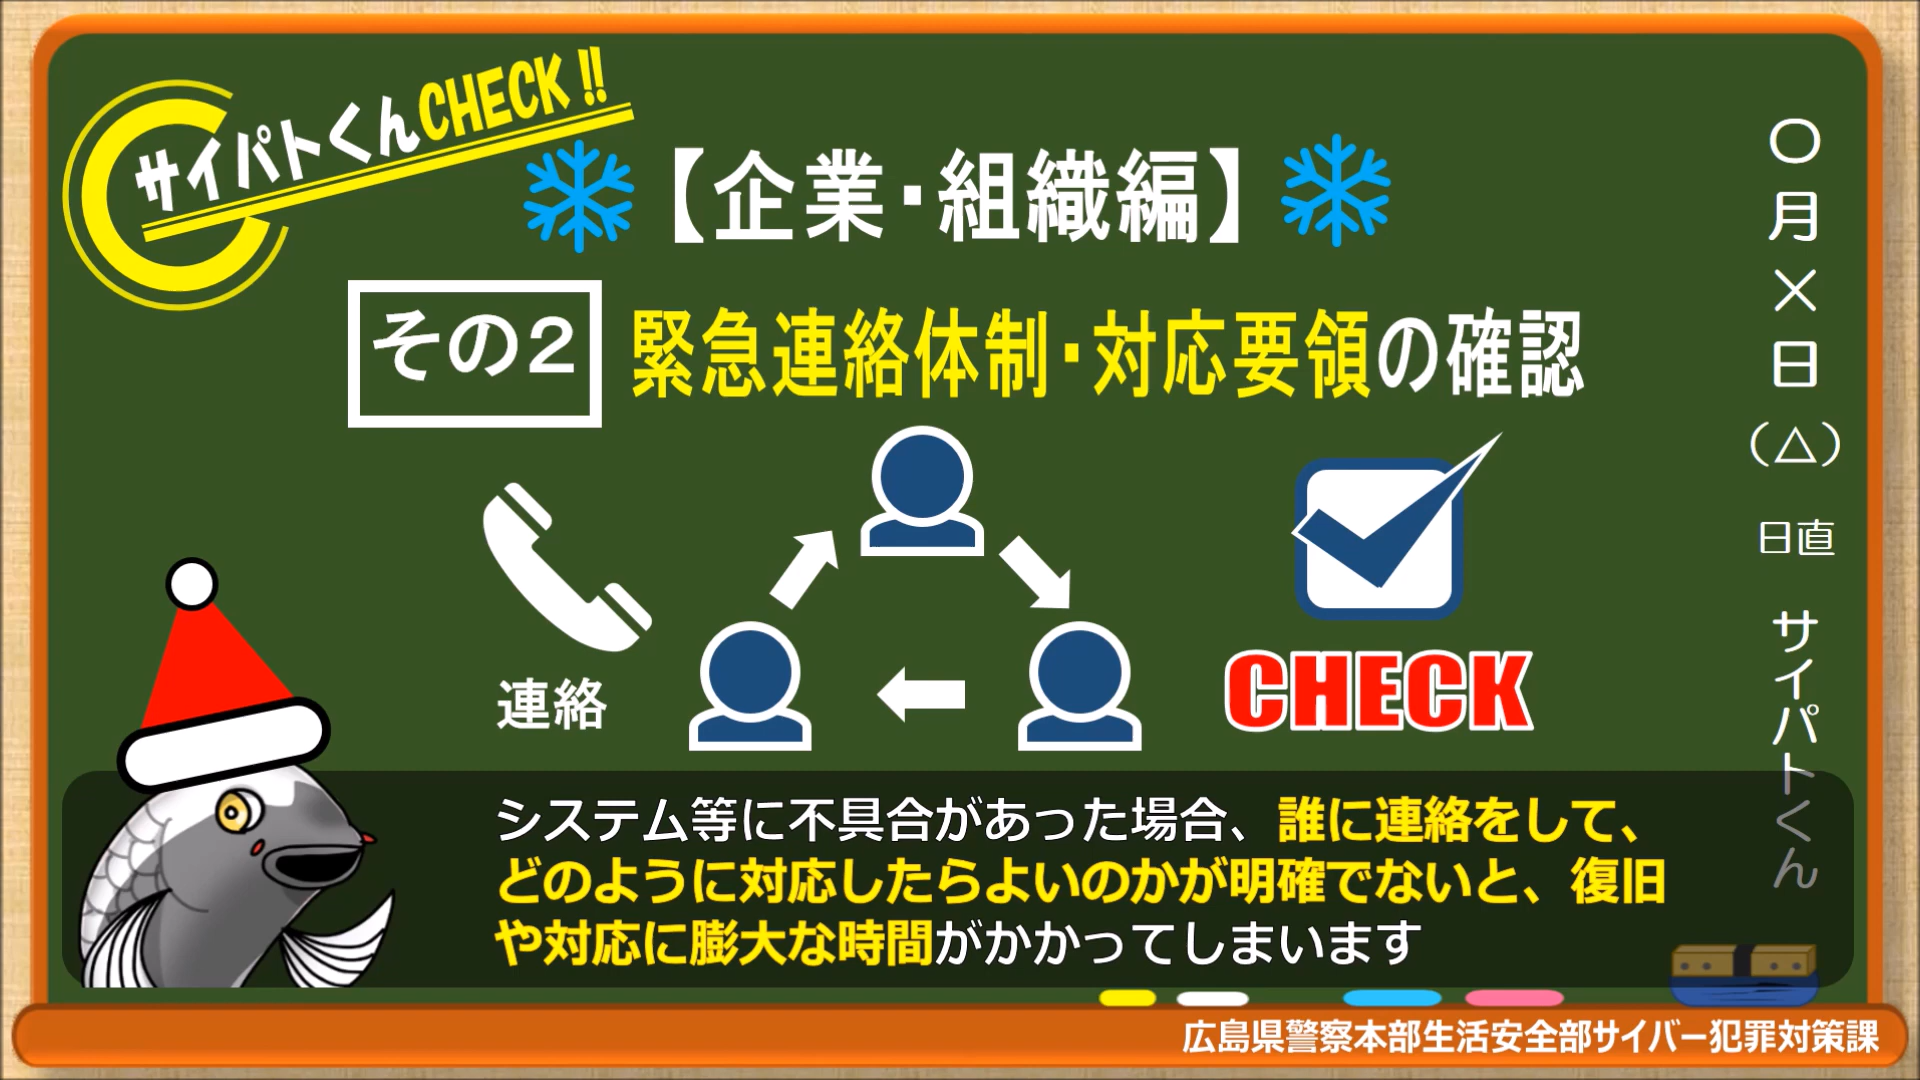 サイパトくんCHECK!!
【企業・組織編】
その2
緊急連絡体制・対応要領の確認
連絡
CHECK
システム等に不具合があった場合、誰に連絡をして、
どのように対応したらよいのかが明確でないと、復旧
や対応に膨大な時間がかかってしまいます
〇月×日(△) 日直 サイパトくん
広島県警察本部生活安全部サイバー犯罪対策課